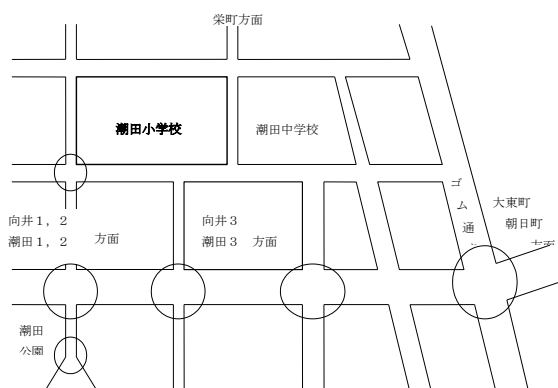 栄町方面
潮田小学校
潮田中学校
向井1，2
潮田1，2
方面
向井3
潮田3　方面
ゴム通
大東町
朝日町
方面
潮田
公園